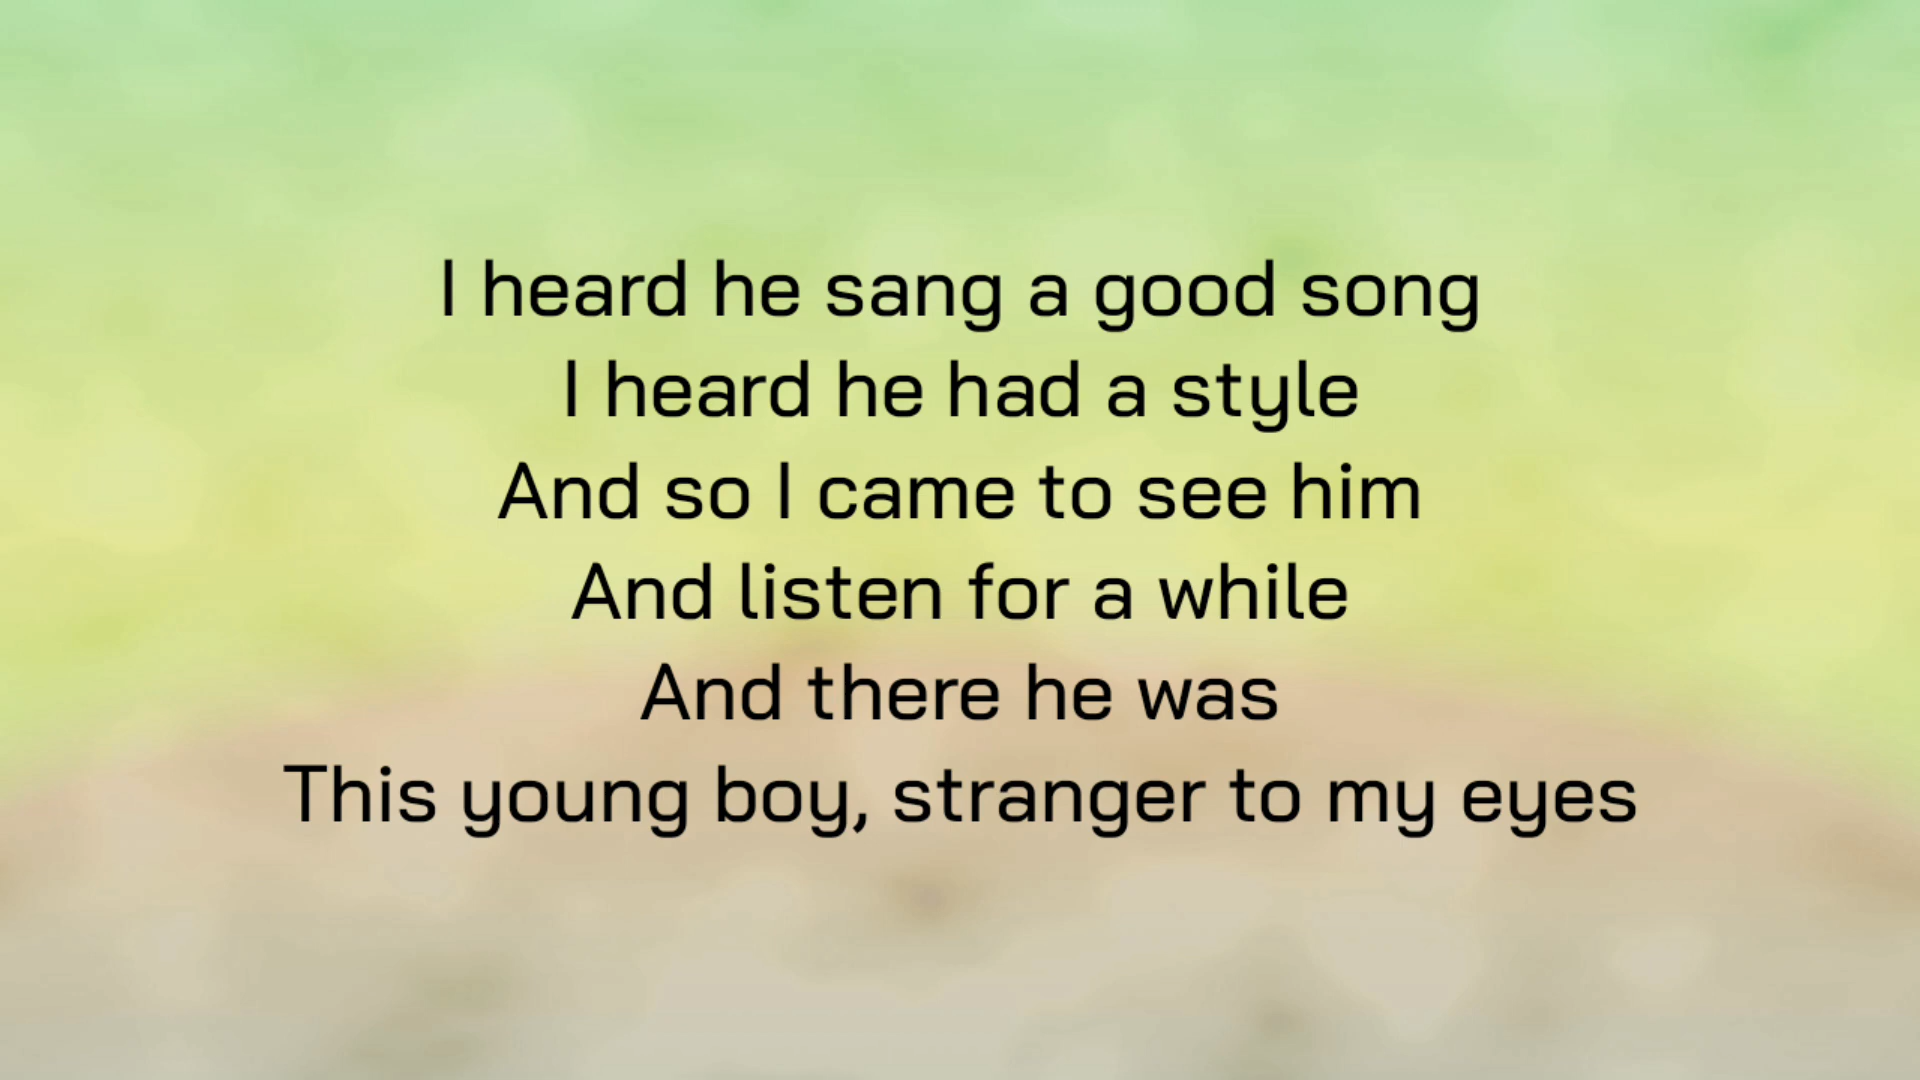 I heard he sang a good song
I heard he had a style
And so I came to see him
And listen for a while
And there he was
This young boy, stranger to my eyes